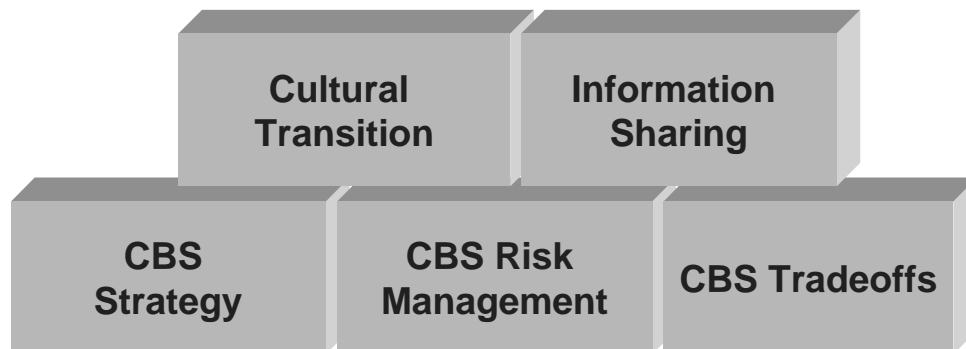 Cultural
Transition
Information
Sharing
CBS
Strategy
CBS Risk
Management
CBS Tradeoffs